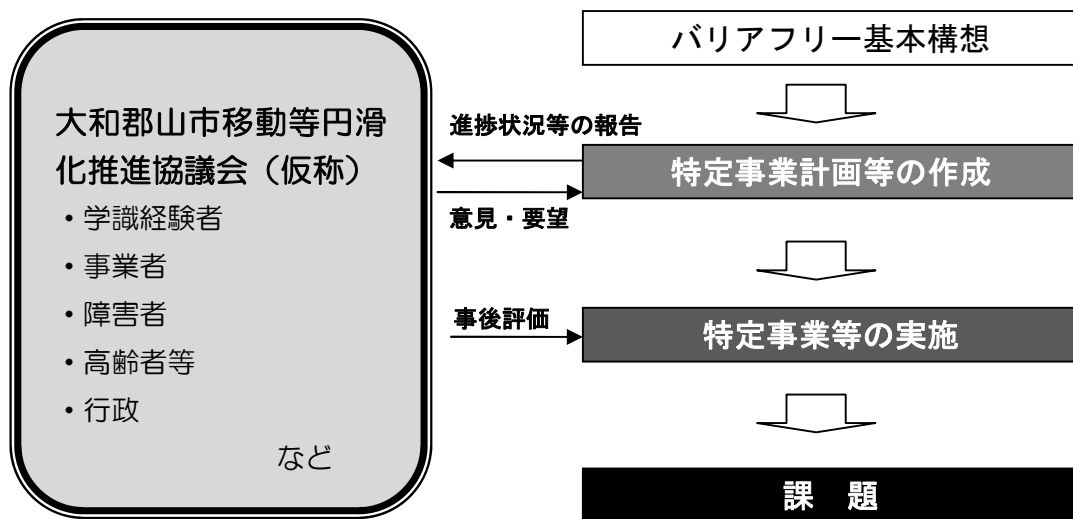 大和郡山市移動等円滑
化推進協議会（仮称）
・学識経験者
・事業者
・障害者
・高齢者等
・行政
など
進捗状況等の報告
意見・要望
事後評価
バリアフリー基本構想
特定事業計画等の作成
特定事業等の実施
課　題